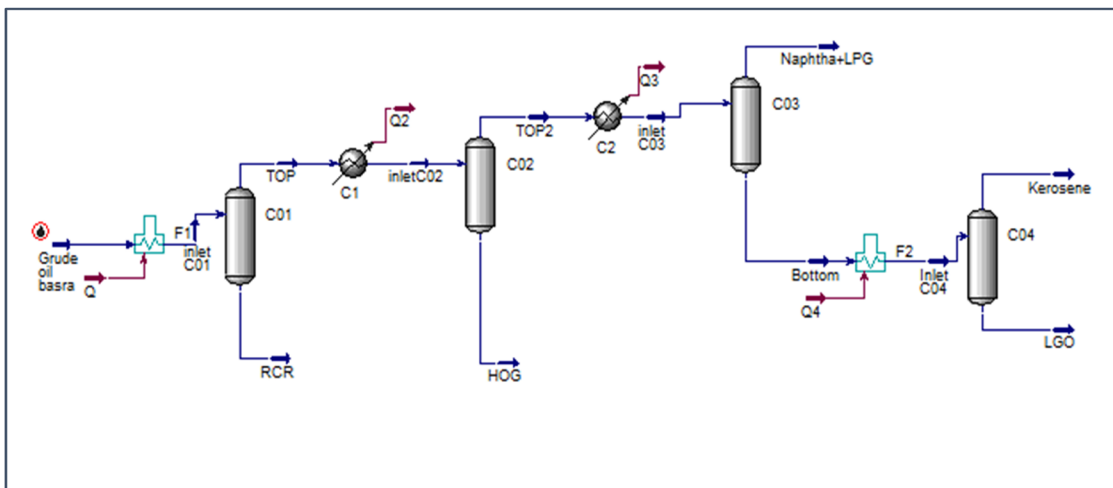 Naphtha+LPG
Q3
C03
Q2
TOP2
C2
inlet
C03
C02
TOP
C1
inletC02
Kerosene
C01
C04
F1
inlet
C01
Grude
oil
basra
Q
Bottom
F2
Inlet
C04
Q4
LGO
RCR
HOG